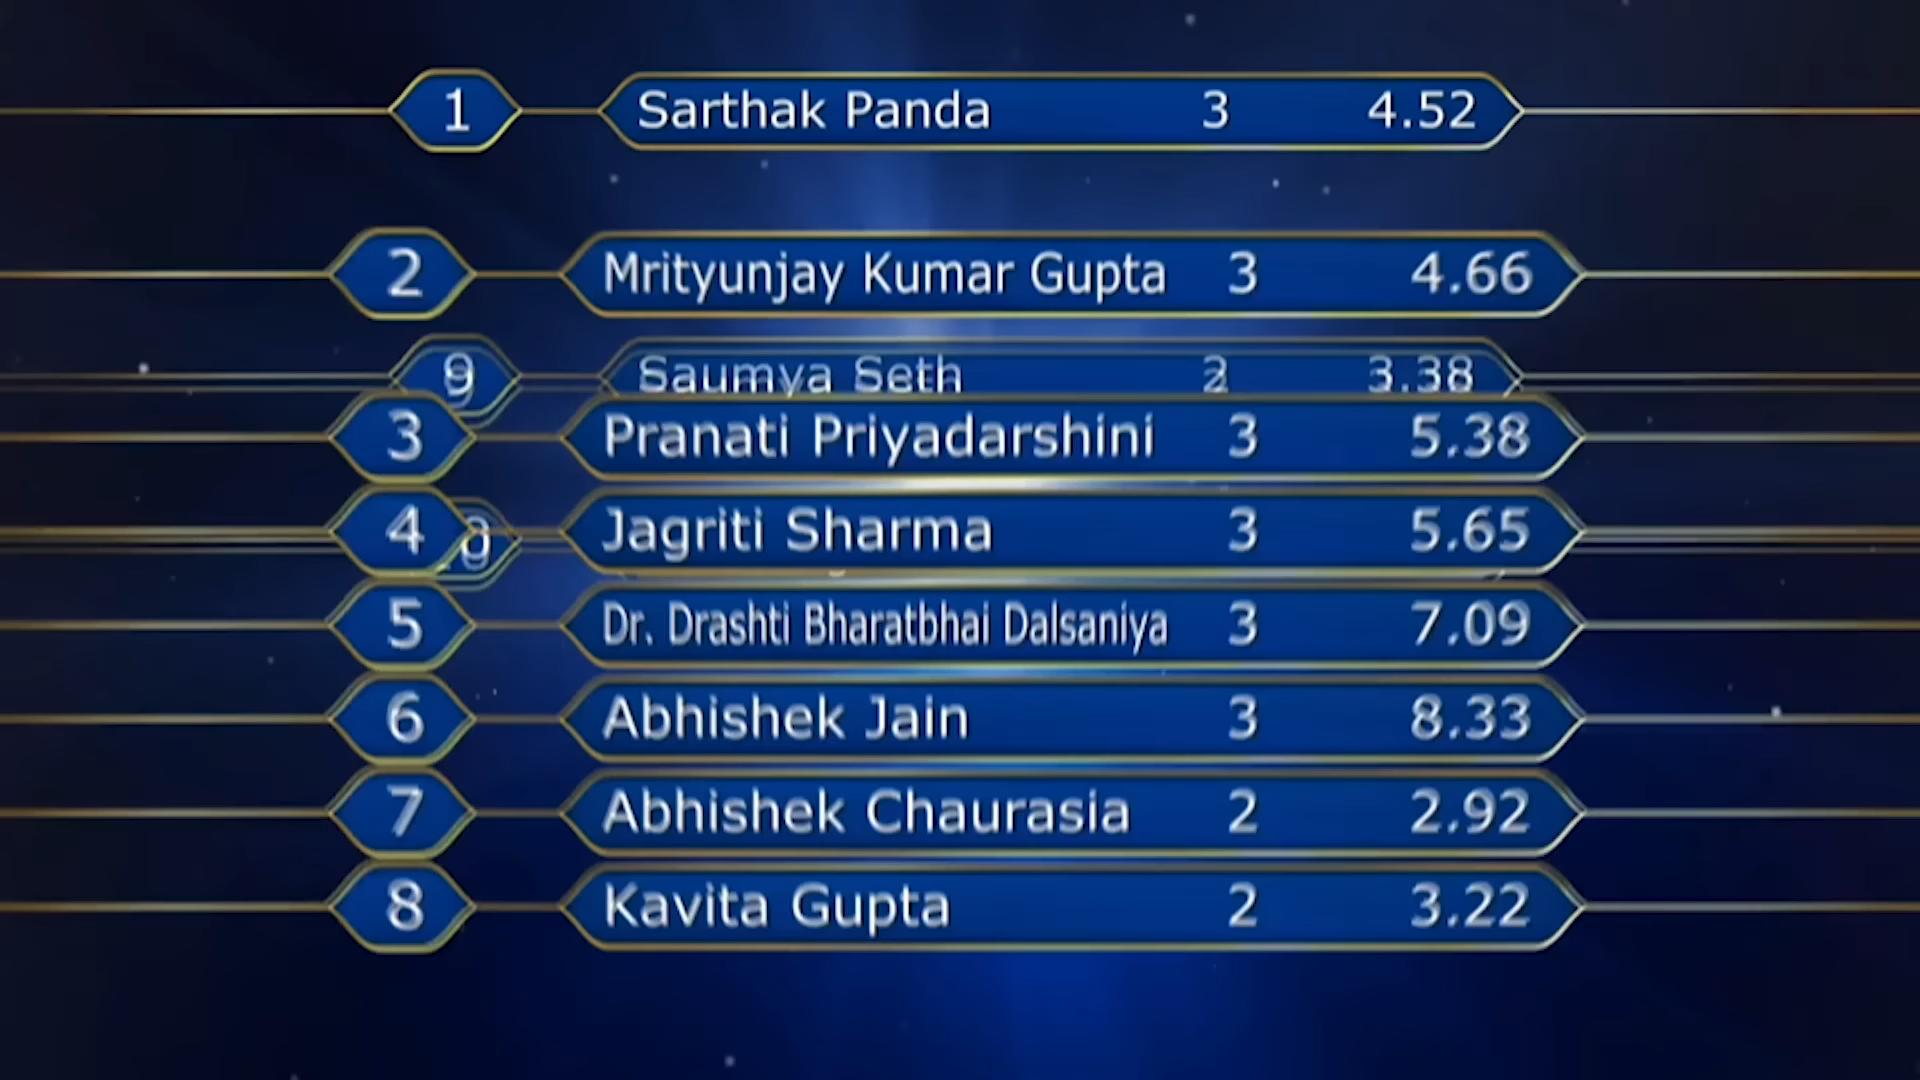 1 Sarthak Panda 3 4.52
2 Mrityunjay Kumar Gupta 3 4.66
9 Saumya Seth 2 3.38
3 Pranati Priyadarshini 3 5.38
4 Jagriti Sharma 3 5.65
5 Dr. Drashti Bharatbhai Dalsaniya 3 7.09
6 Abhishek Jain 3 8.33
7 Abhishek Chaurasia 2 2.92
8 Kavita Gupta 2 3.22